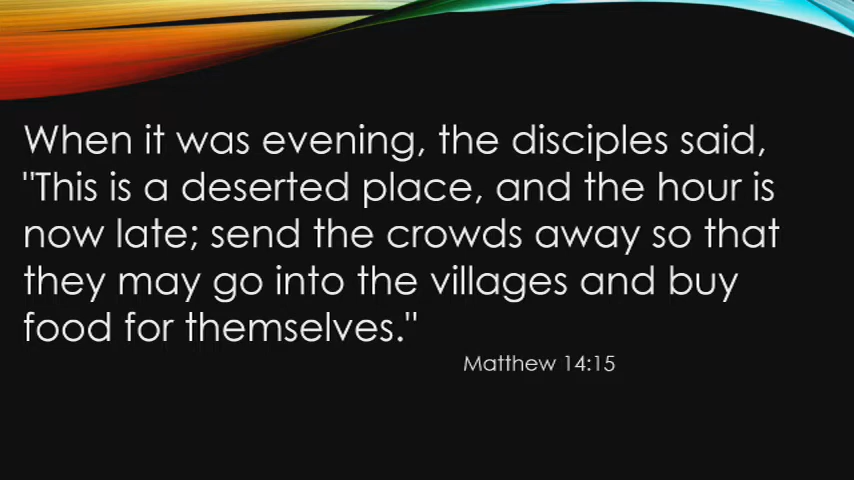 When it was evening, the disciples said,
"This is a deserted place, and the hour is
now late; send the crowds away so that
they may go into the villages and buy
food for themselves."
Matthew 14:15